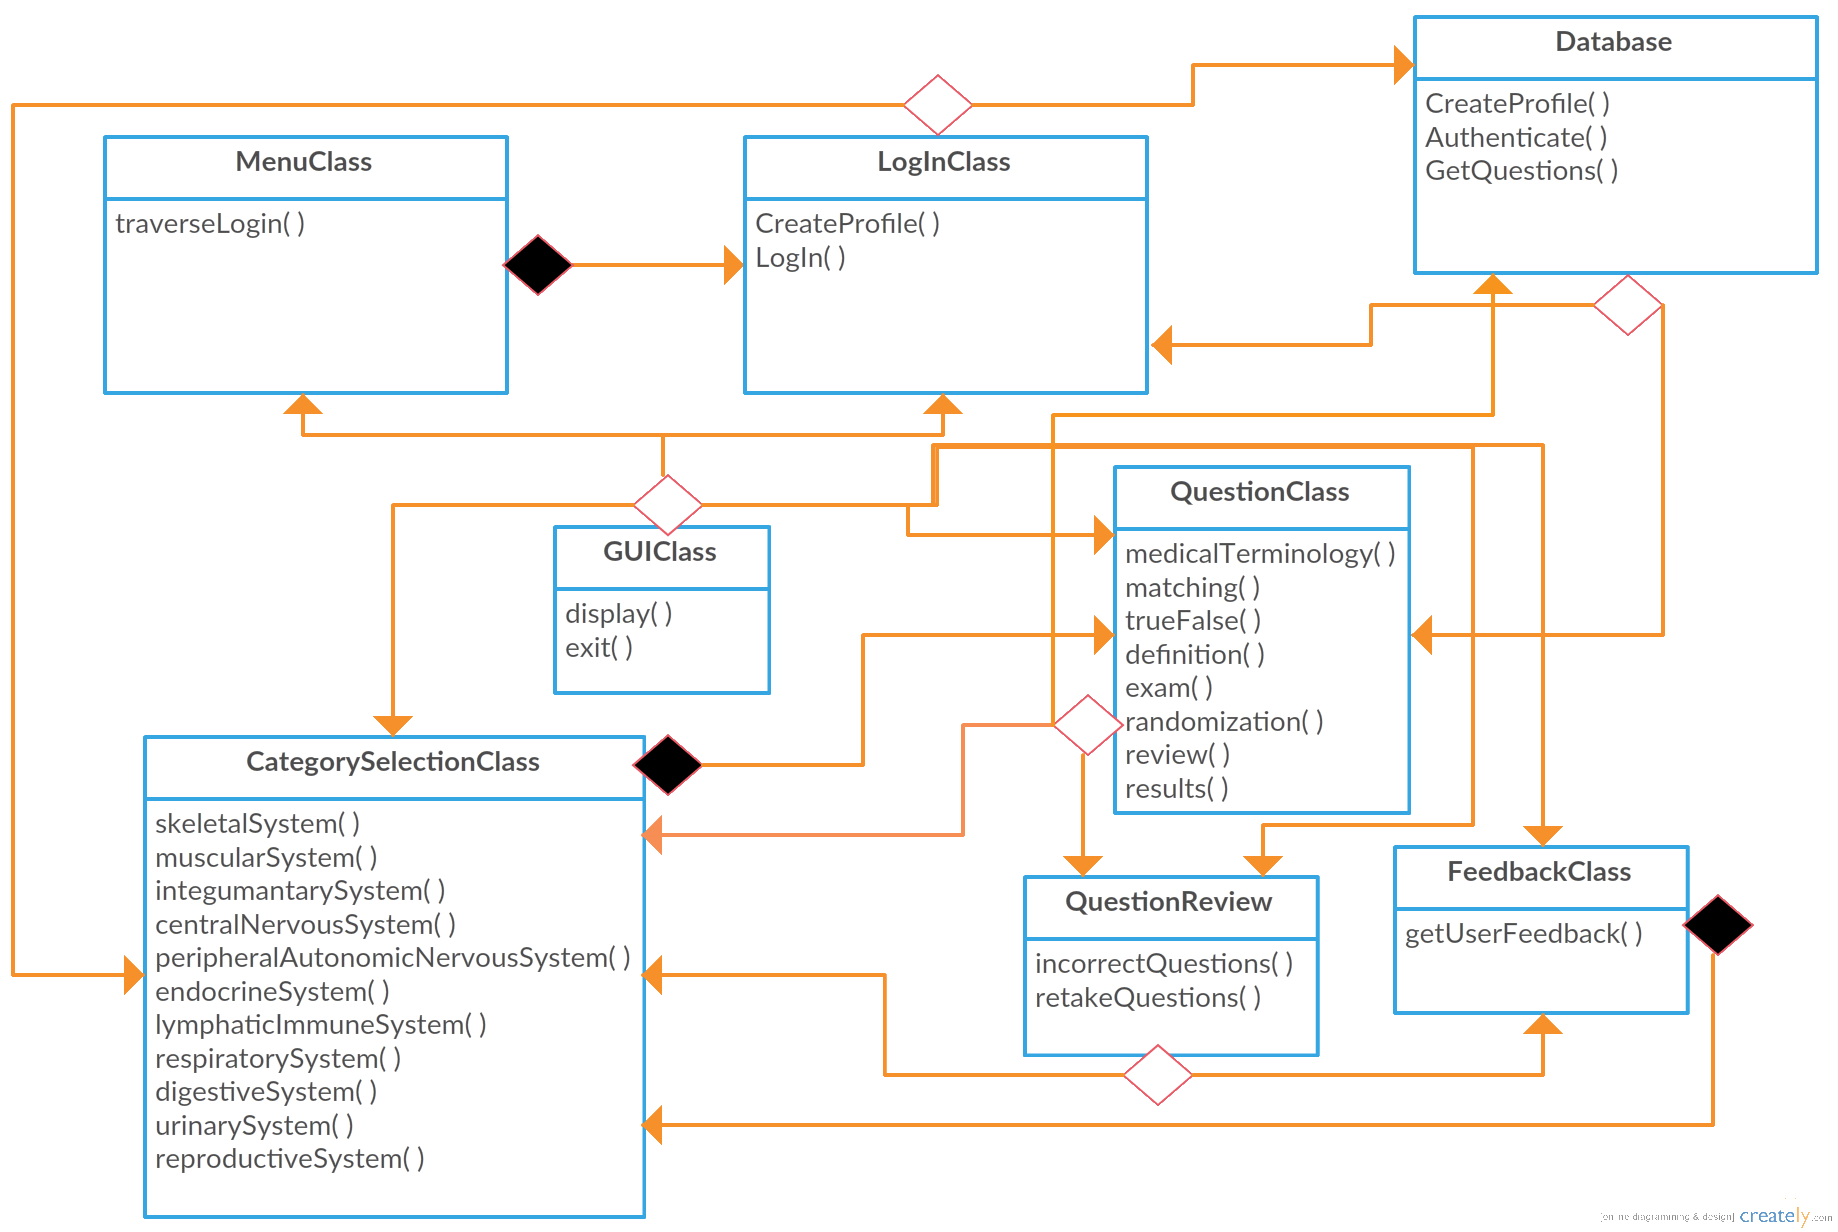 Database
CreateProfile( )
Authenticate( )
GetQuestions( )
MenuClass
traverseLogin( )
LogInClass
CreateProfile( )
LogIn( )
GUIClass
display( )
exit( )
QuestionClass
medicalTerminology( )
matching( )
trueFalse( )
definition( )
exam( )
randomization( )
review( )
results( )
CategorySelectionClass
skeletalSystem( )
muscularSystem( )
integumantarySystem( )
centralNervousSystem( )
peripheralAutonomicNervousSystem( )
endocrineSystem( )
lymphaticImmuneSystem( )
respiratorySystem( )
digestiveSystem( )
urinarySystem( )
reproductiveSystem( )
QuestionReview
incorrectQuestions( )
retakeQuestions( )
FeedbackClass
getUserFeedback( )
[online diagramming & design] creately.com